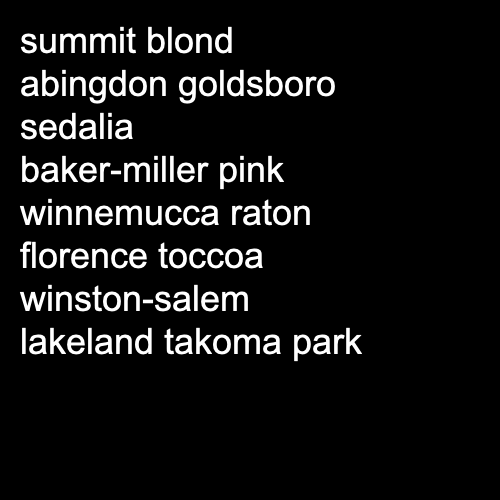 summit blond
abingdon goldsboro
sedalia
baker-miller pink
winnemucca raton
florence toccoa
winston-salem
lakeland takoma park